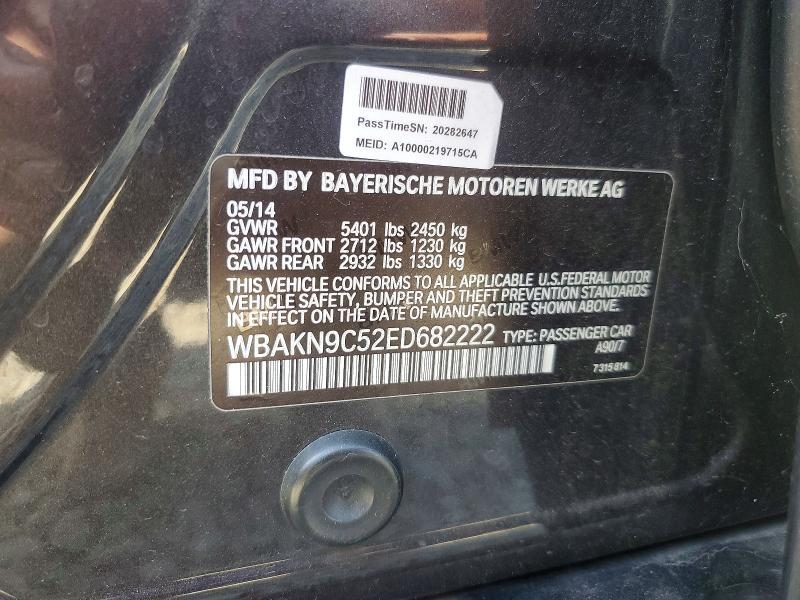 PassTimeSN: 20282647
MEID: A10000219715CA
MFD BY BAYERISCHE MOTOREN WERKE AG
05/14
GVWR 5401 lbs 2450 kg
GAWR FRONT 2712 lbs 1230 kg
GAWR REAR 2932 lbs 1330 kg
THIS VEHICLE CONFORMS TO ALL APPLICABLE U.S.FEDERAL MOTOR
VEHICLE SAFETY, BUMPER AND THEFT PREVENTION STANDARDS
IN EFFECT ON THE DATE OF MANUFACTURE SHOWN ABOVE.
WBAKN9C52ED682222 TYPE: PASSENGER CAR
A90/7
7 315 814